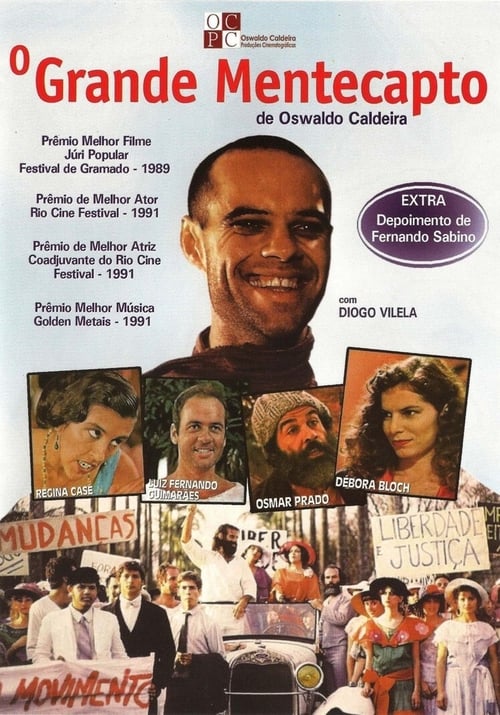 OC
PC
Oswaldo Caldeira
Produções Cinematográficas
O Grande Mentecapto
de Oswaldo Caldeira
Prêmio Melhor Filme
Júri Popular
Festival de Gramado - 1989
Prêmio de Melhor Ator
Rio Cine Festival - 1991
Prêmio de Melhor Atriz
Coadjuvante do Rio Cine
Festival - 1991
Prêmio Melhor Música
Golden Metais - 1991
EXTRA
Depoimento de
Fernando Sabino
com
DIOGO VILELA
REGINA CASE
LUIZ FERNANDO
GUIMARÃES
OSMAR PRADO
DÉBORA BLOCH
MUDANÇAS
LIBERDADE
E JUSTIÇA
O MOVIMENTO